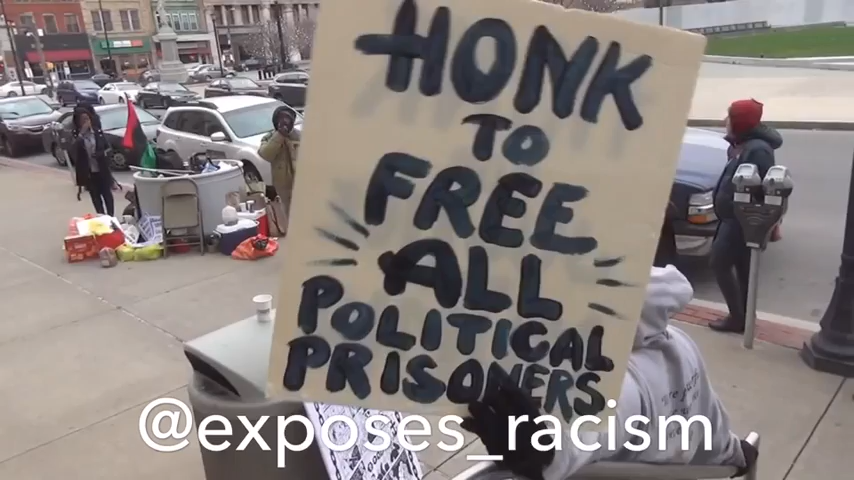 HONK
TO
FREE
ALL
POLITICAL
PRISONERS
@exposes_racism